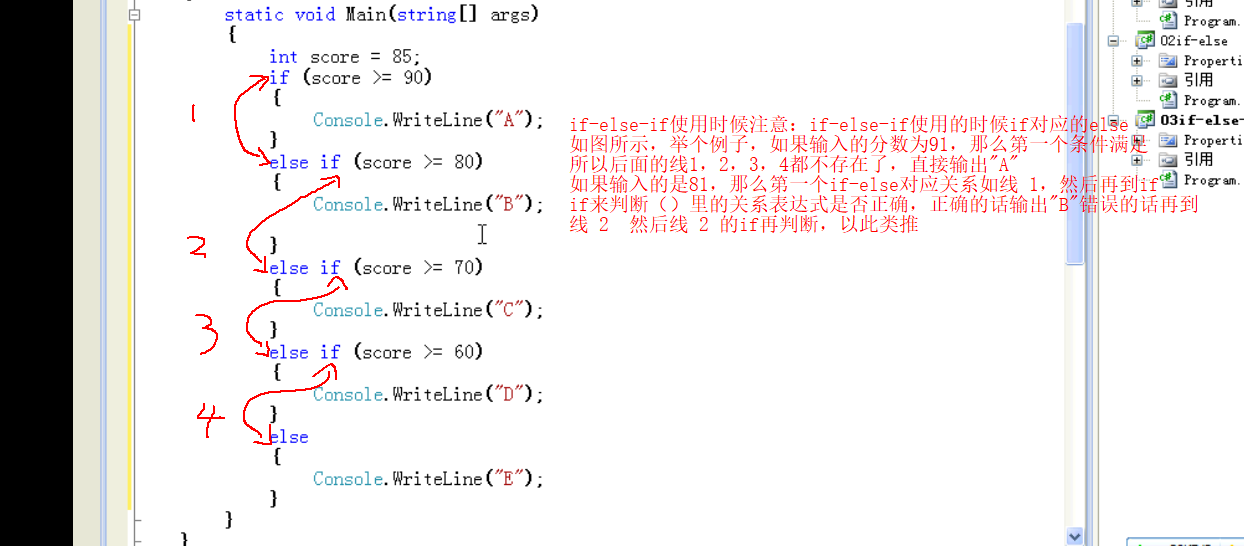 static void Main(string[] args)
{
int score = 85;
if (score >= 90)
{
Console.WriteLine("A");
}
else if (score >= 80)
{
Console.WriteLine("B");
}
else if (score >= 70)
{
Console.WriteLine("C");
}
else if (score >= 60)
{
Console.WriteLine("D");
}
else
{
Console.WriteLine("E");
}
}
}
1
2
3
4
if-else-if使用时候注意：if-else-if使用的时候if对应的else
如图所示，举个例子，如果输入的分数为91，那么第一个条件满足
所以后面的线1，2，3，4都不存在了，直接输出"A"
如果输入的是81，那么第一个if-else对应关系如线 1，然后再到if
if来判断（）里的关系表达式是否正确，正确的话输出"B"错误的话再到
线 2 然后线 2 的if再判断，以此类推
引用
Program.
02if-else
Properti
引用
Program.
03if-else-
Properti
引用
Program.